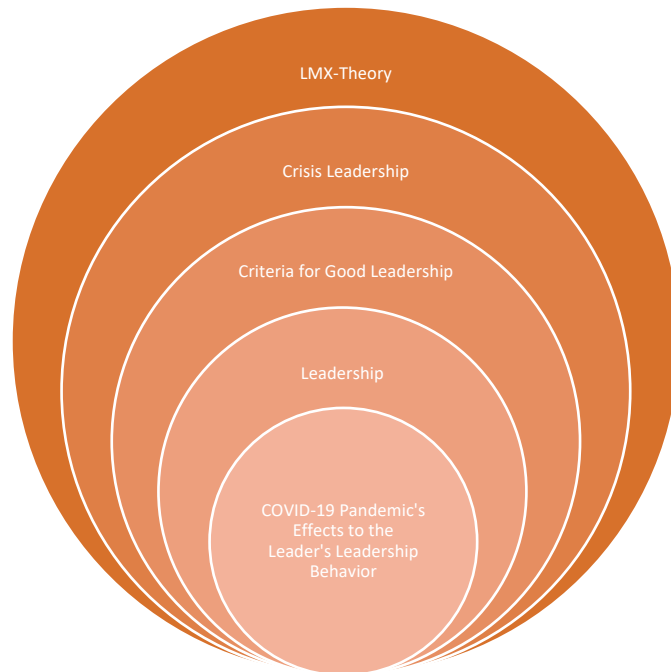 LMX-Theory
Crisis Leadership
Criteria for Good Leadership
Leadership
COVID-19 Pandemic's
Effects to the
Leader's Leadership
Behavior